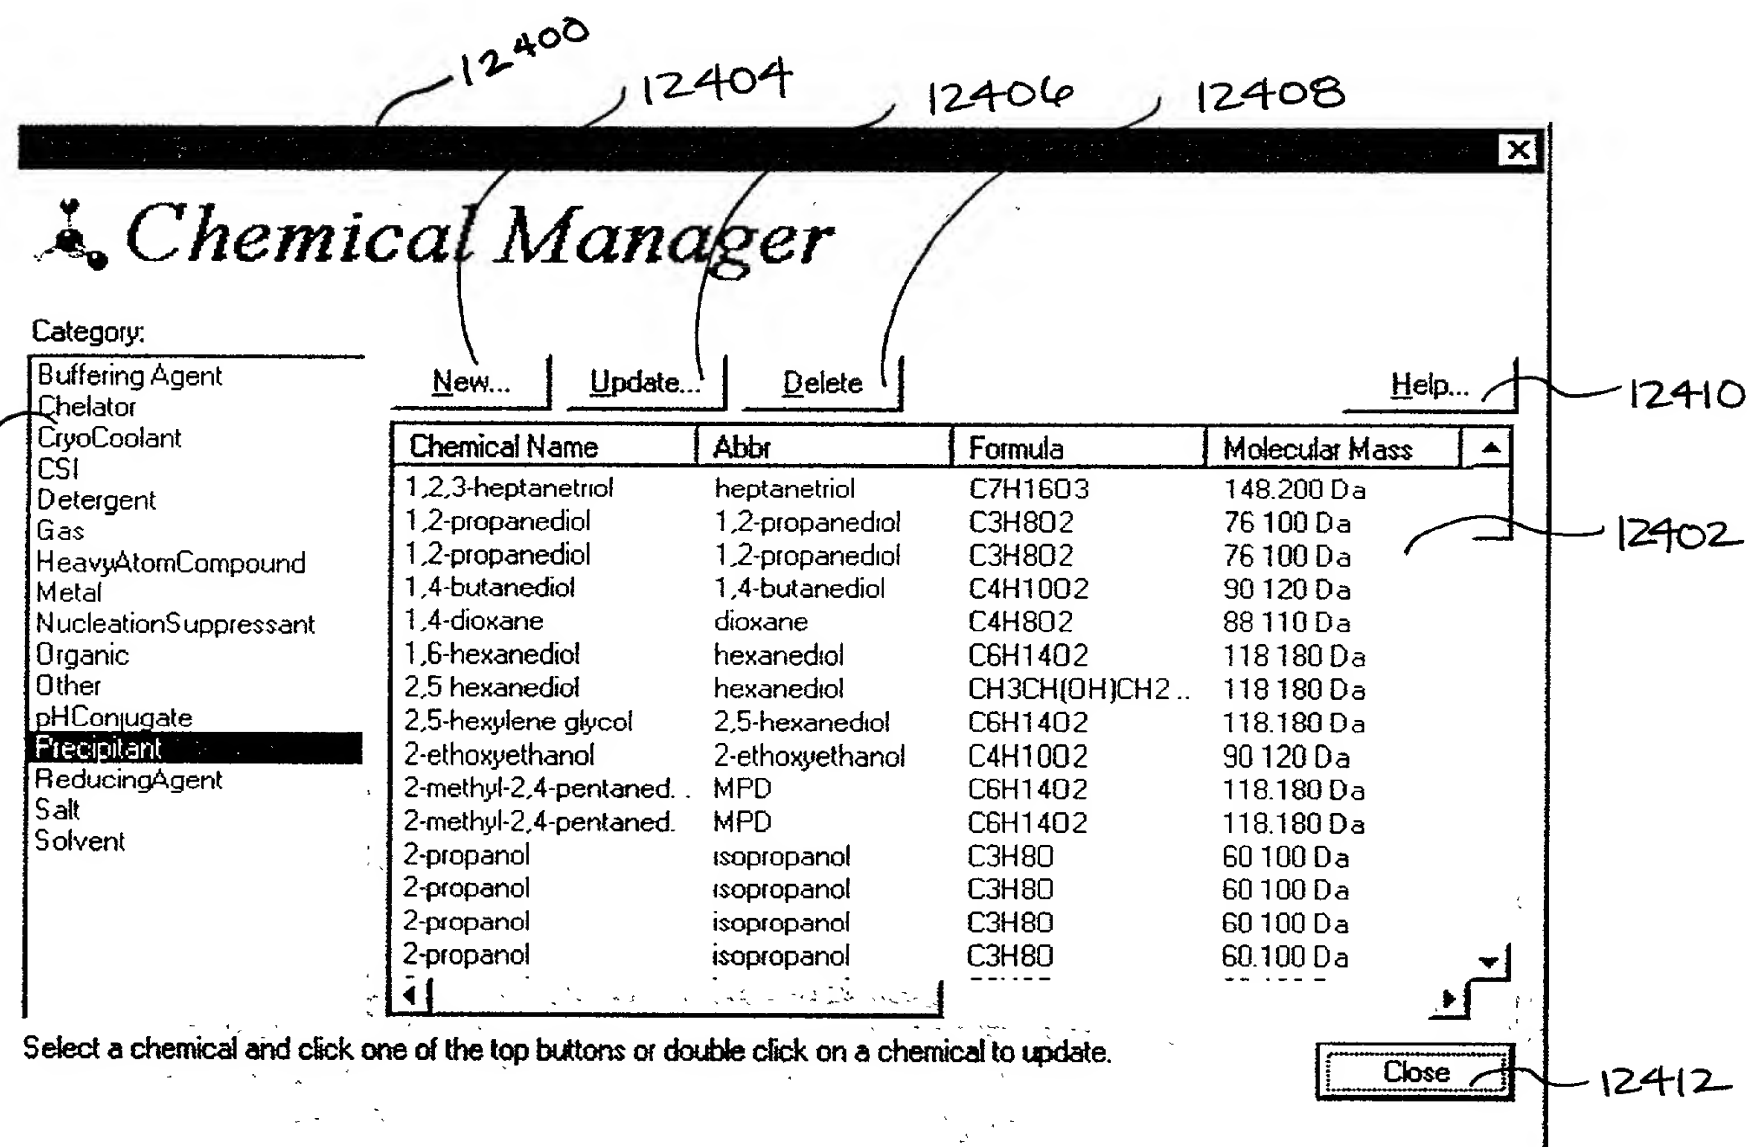 12400
12404
12406
12408
Chemical Manager
Category:
Buffering Agent
Chelator
CryoCoolant
CSI
Detergent
Gas
HeavyAtomCompound
Metal
NucleationSuppressant
Organic
Other
pHConjugate
Precipitant
ReducingAgent
Salt
Solvent
New... Update... Delete Help... 12410
Chemical Name Abbr Formula Molecular Mass
1,2,3-heptanetriol heptanetriol C7H16O3 148.200 Da
1,2-propanediol 1,2-propanediol C3H8O2 76 100 Da
12402
1,2-propanediol 1,2-propanediol C3H8O2 76 100 Da
1,4-butanediol 1,4-butanediol C4H10O2 90 120 Da
1,4-dioxane dioxane C4H8O2 88 110 Da
1,6-hexanediol hexanediol C6H14O2 118 180 Da
2,5 hexanediol hexanediol CH3CH(OH)CH2.. 118 180 Da
2,5-hexylene glycol 2,5-hexanediol C6H14O2 118.180 Da
2-ethoxyethanol 2-ethoxyethanol C4H10O2 90 120 Da
2-methyl-2,4-pentaned. . MPD C6H14O2 118.180 Da
2-methyl-2,4-pentaned. MPD C6H14O2 118.180 Da
2-propanol isopropanol C3H8O 60 100 Da
2-propanol isopropanol C3H8O 60 100 Da
2-propanol isopropanol C3H8O 60 100 Da
2-propanol isopropanol C3H8O 60.100 Da
Select a chemical and click one of the top buttons or double click on a chemical to update.
Close 12412